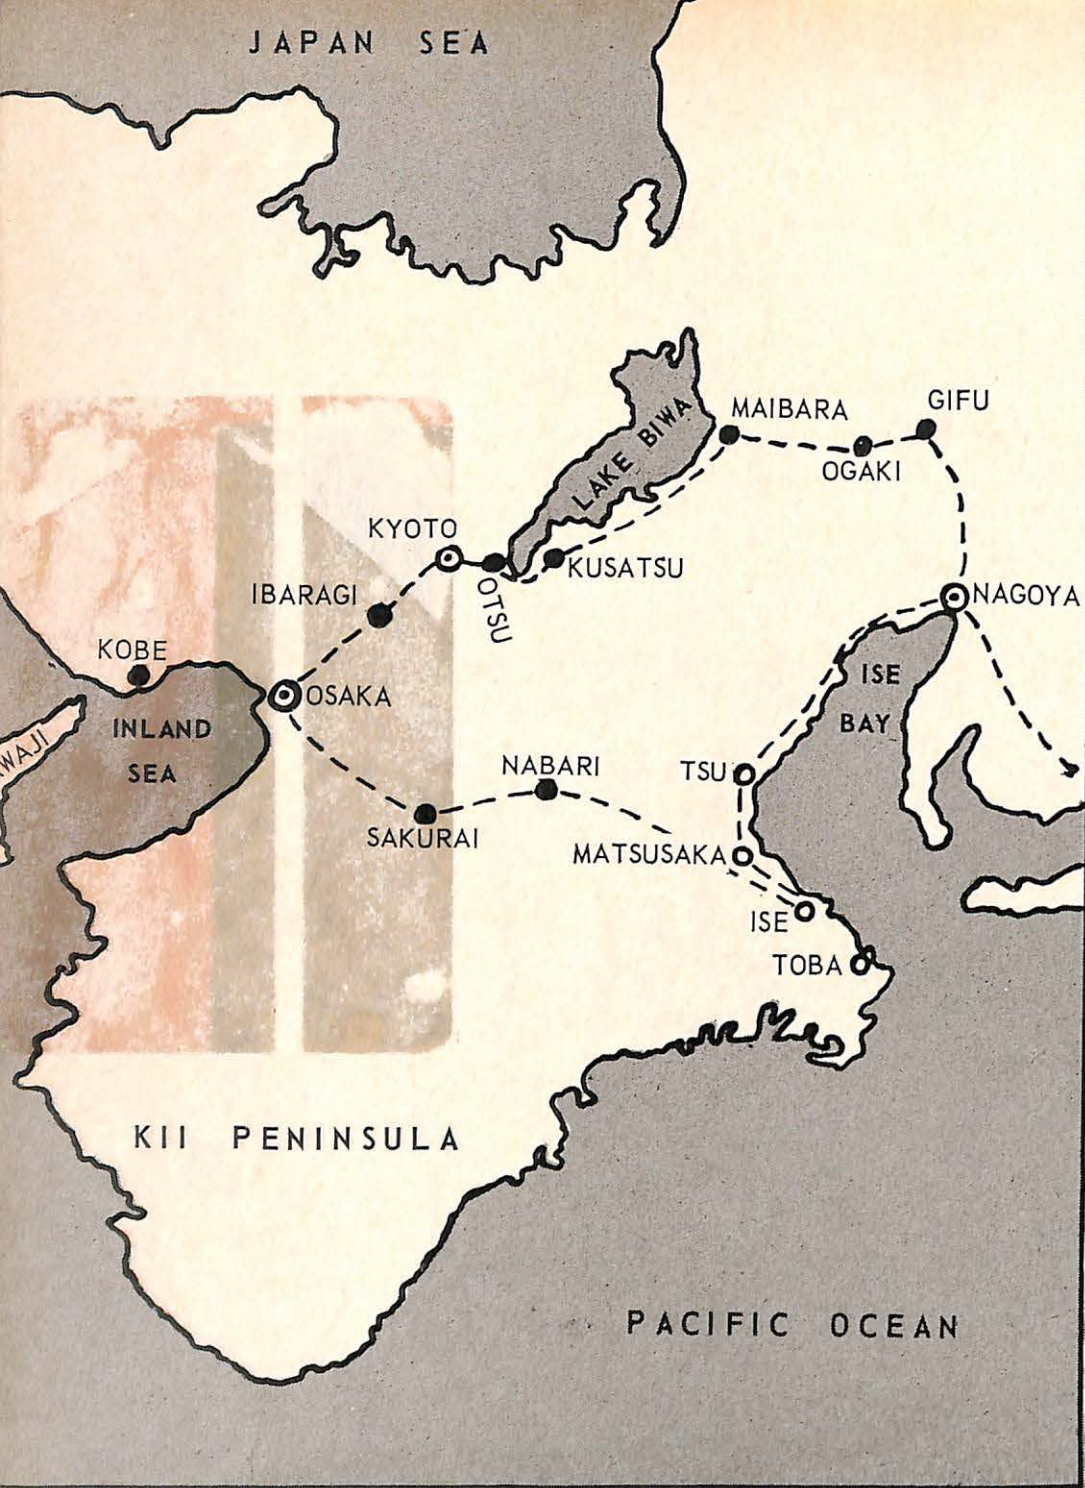 JAPAN SEA
LAKE BIWA
MAIBARA
GIFU
OGAKI
KYOTO
OTSU
KUSATSU
IBARAGI
NAGOYA
KOBE
OSAKA
ISE
BAY
INLAND
SEA
WAJI
NABARI
TSU
SAKURAI
MATSUSAKA
ISE
TOBA
KII PENINSULA
PACIFIC OCEAN